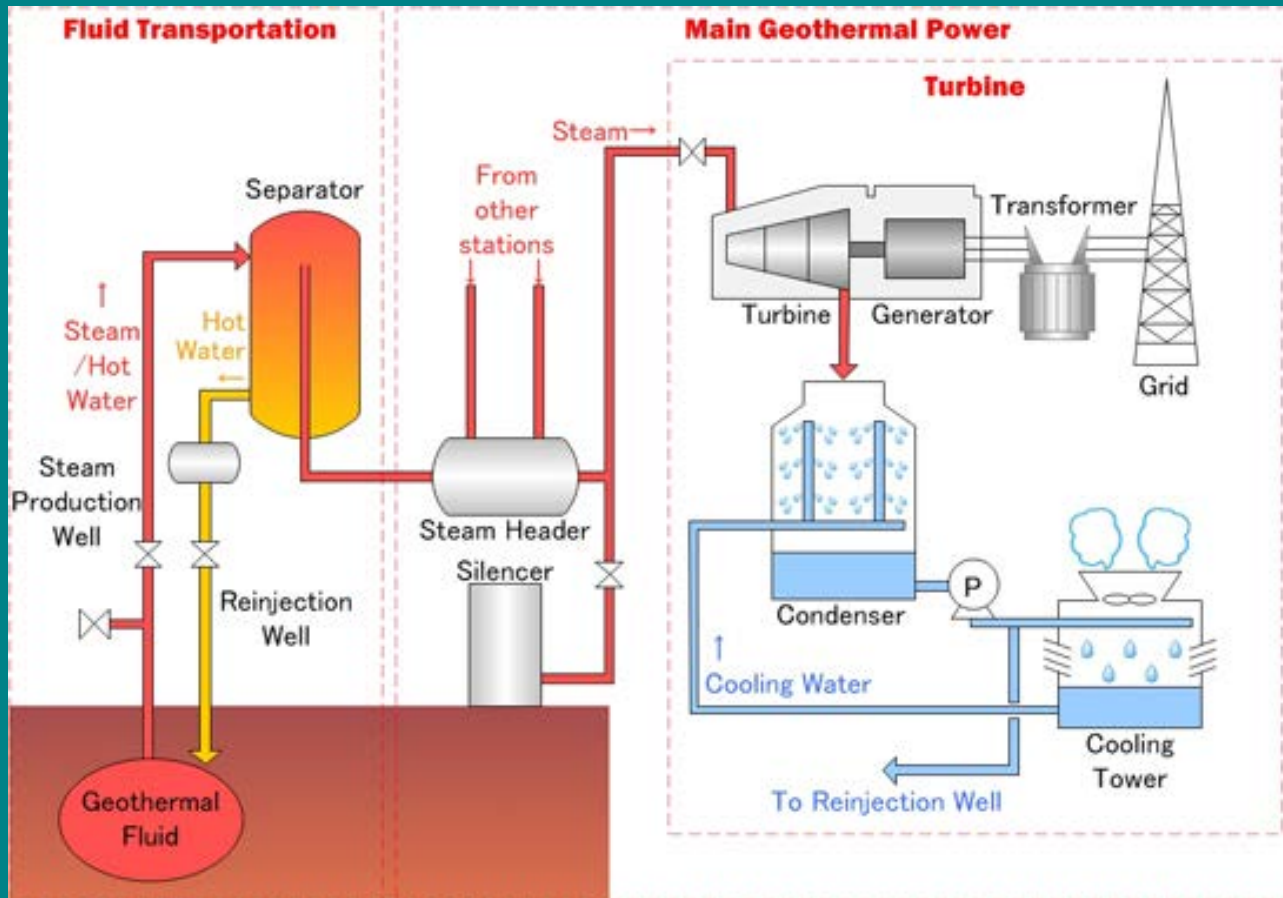 Fluid Transportation
Main Geothermal Power
Turbine
Steam→
Separator
From
other
stations
Transformer
↑
Steam
/Hot
Water
Hot
Water
←
Turbine
Generator
Grid
Steam
Production
Well
Steam Header
Silencer
Reinjection
Well
P
Condenser
↑
Cooling Water
Cooling
Tower
Geothermal
Fluid
To Reinjection Well